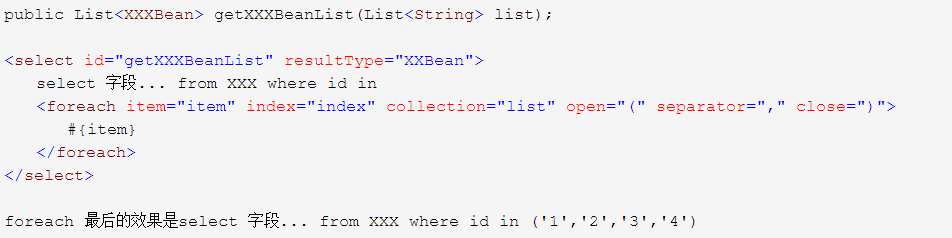 public List<XXXBean> getXXXBeanList(List<String> list);
<select id="getXXXBeanList" resultType="XXBean">
select 字段... from XXX where id in
<foreach item="item" index="index" collection="list" open="(" separator="," close=")">
#{item}
</foreach>
</select>
foreach 最后的效果是select 字段... from XXX where id in ('1','2','3','4')